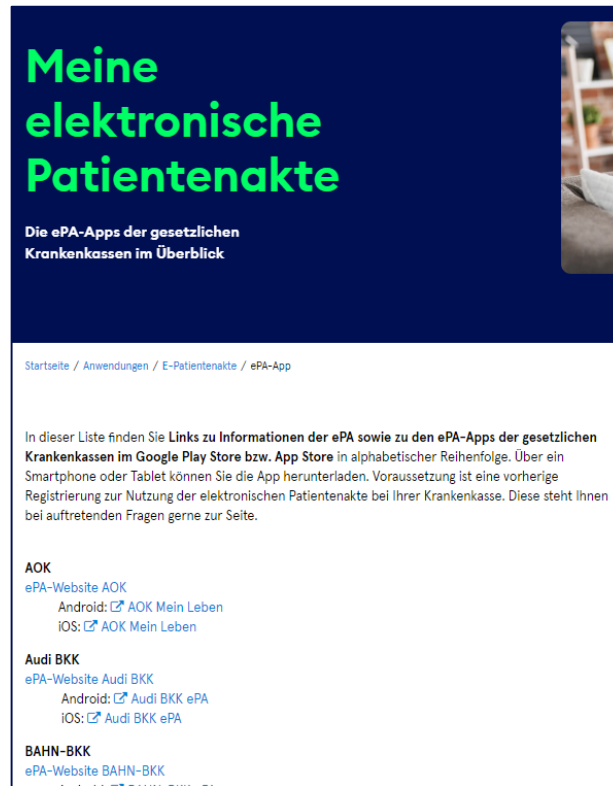 Meine
elektronische
Patientenakte
Die ePA-Apps der gesetzlichen
Krankenkassen im Überblick
Startseite / Anwendungen / E-Patientenakte / ePA-App
In dieser Liste finden Sie Links zu Informationen der ePA sowie zu den ePA-Apps der gesetzlichen
Krankenkassen im Google Play Store bzw. App Store in alphabetischer Reihenfolge. Über ein
Smartphone oder Tablet können Sie die App herunterladen. Voraussetzung ist eine vorherige
Registrierung zur Nutzung der elektronischen Patientenakte bei Ihrer Krankenkasse. Diese steht Ihnen
bei auftretenden Fragen gerne zur Seite.
AOK
ePA-Website AOK
Android: AOK Mein Leben
iOS: AOK Mein Leben
Audi BKK
ePA-Website Audi BKK
Android: Audi BKK ePA
iOS: Audi BKK ePA
BAHN-BKK
ePA-Website BAHN-BKK